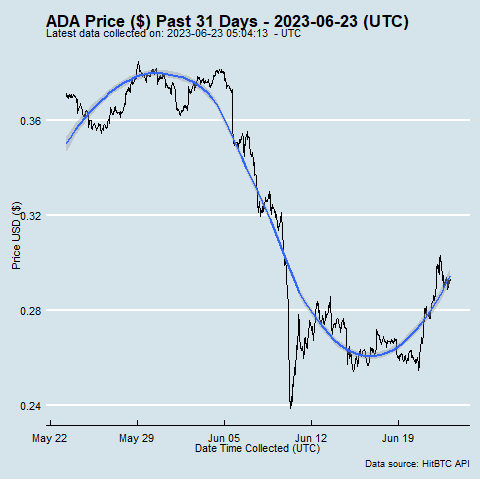 ADA Price ($) Past 31 Days - 2023-06-23 (UTC)
Latest data collected on: 2023-06-23 05:04:13 - UTC
0.36
0.32
0.28
0.24
Price USD ($)
May 22 May 29 Jun 05 Jun 12 Jun 19
Date Time Collected (UTC)
Data source: HitBTC API